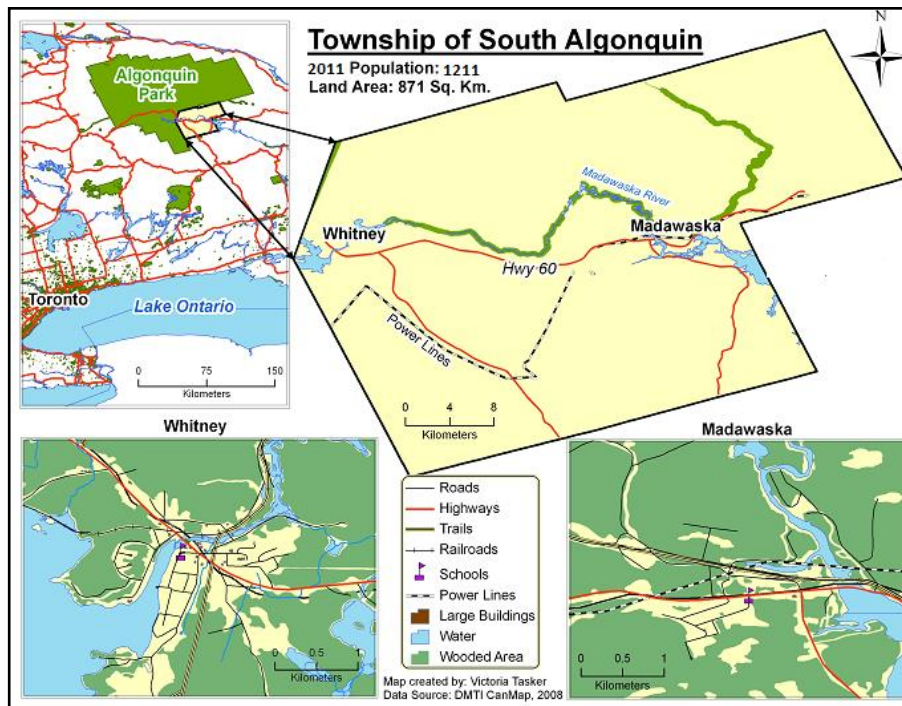 Township of South Algonquin
2011 Population: 1211
Land Area: 871 Sq. Km.
N
Algonquin
Park
Toronto
Lake Ontario
0 75 150
Kilometers
Whitney
Madawaska River
Madawaska
Hwy 60
Power Lines
0 4 8
Kilometers
Whitney
0 0.5 1
Kilometers
Roads
Highways
Trails
Railroads
Schools
Power Lines
Large Buildings
Water
Wooded Area
Map created by: Victoria Tasker
Data Source: DMTI CanMap, 2008
Madawaska
0 0.5 1
Kilometers